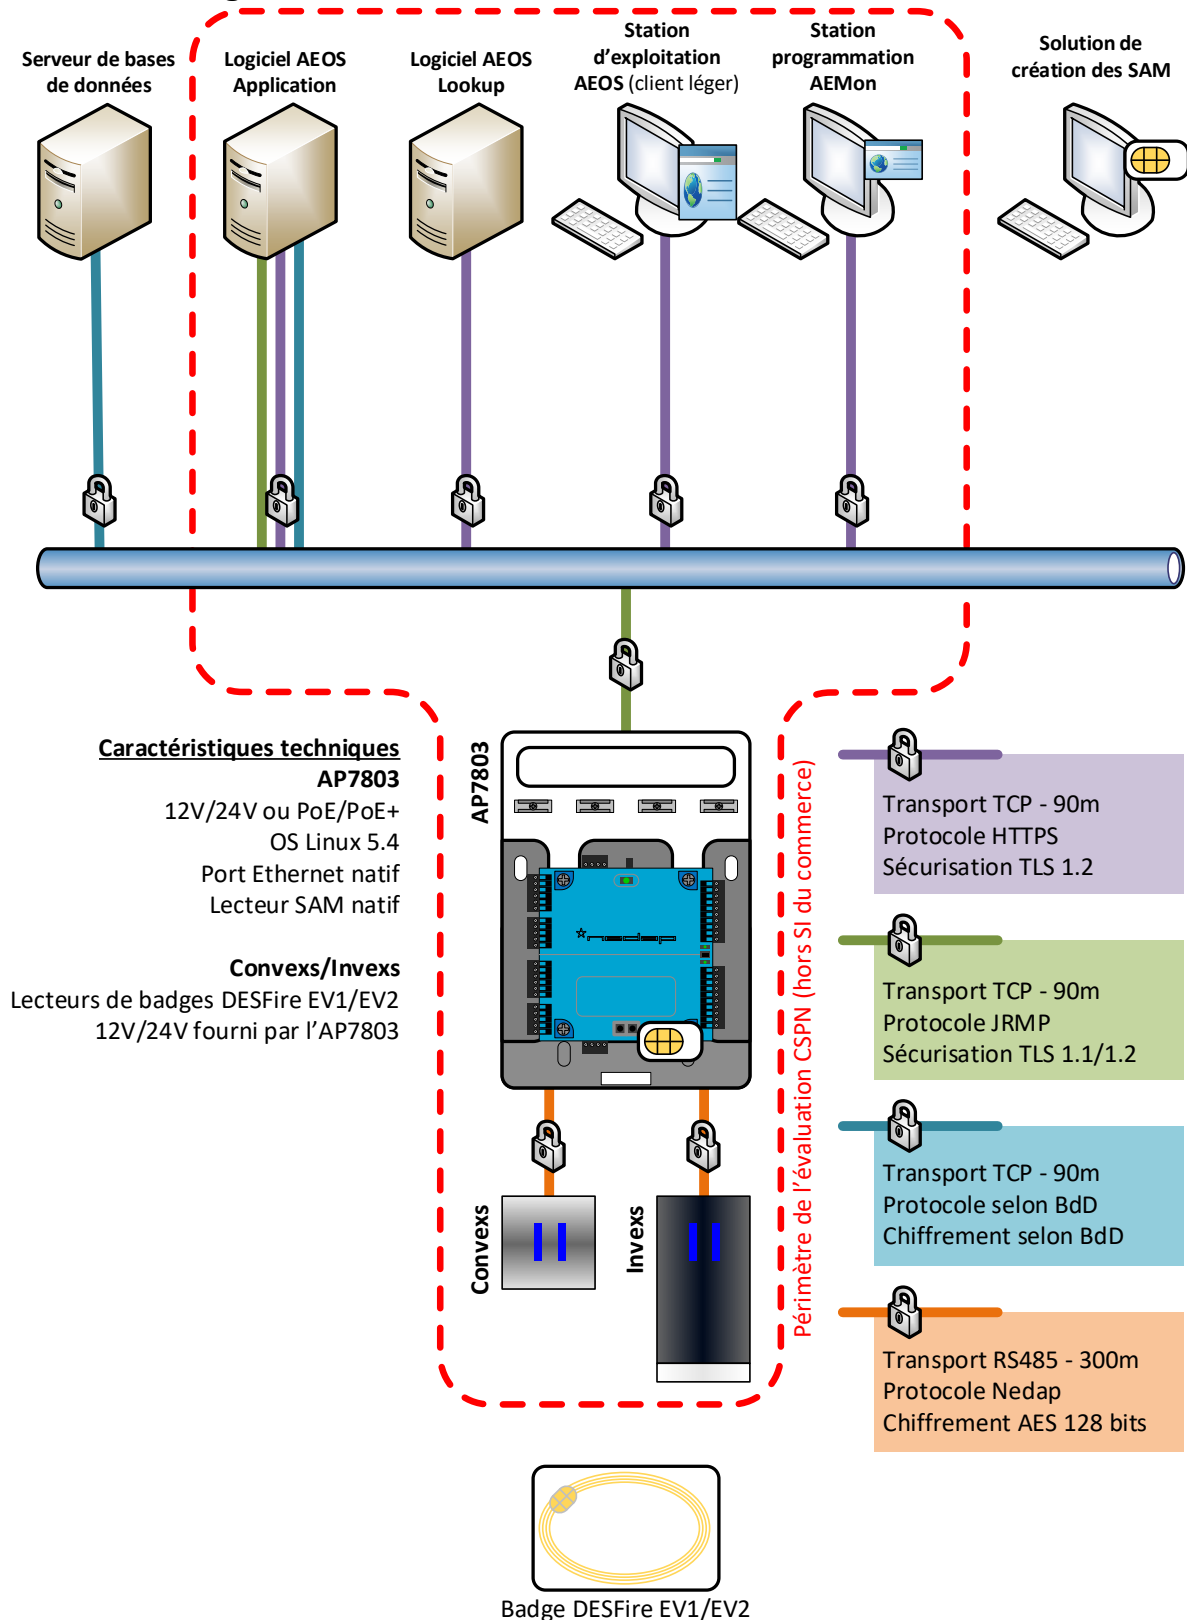 Serveur de bases
de données
Logiciel AEOS
Application
Logiciel AEOS
Lookup
Station
d'exploitation
AEOS (client léger)
Station
programmation
AEMon
Solution de
création des SAM
Caractéristiques techniques
AP7803
12V/24V ou PoE/PoE+
OS Linux 5.4
Port Ethernet natif
Lecteur SAM natif
Convexs/Invexs
Lecteurs de badges DESFire EV1/EV2
12V/24V fourni par l'AP7803
AP7803
Convexs
Invexs
Périmètre de l'évaluation CSPN (hors SI du commerce)
Transport TCP - 90m
Protocole HTTPS
Sécurisation TLS 1.2
Transport TCP - 90m
Protocole JRMP
Sécurisation TLS 1.1/1.2
Transport TCP - 90m
Protocole selon BdD
Chiffrement selon BdD
Transport RS485 - 300m
Protocole Nedap
Chiffrement AES 128 bits
Badge DESFire EV1/EV2